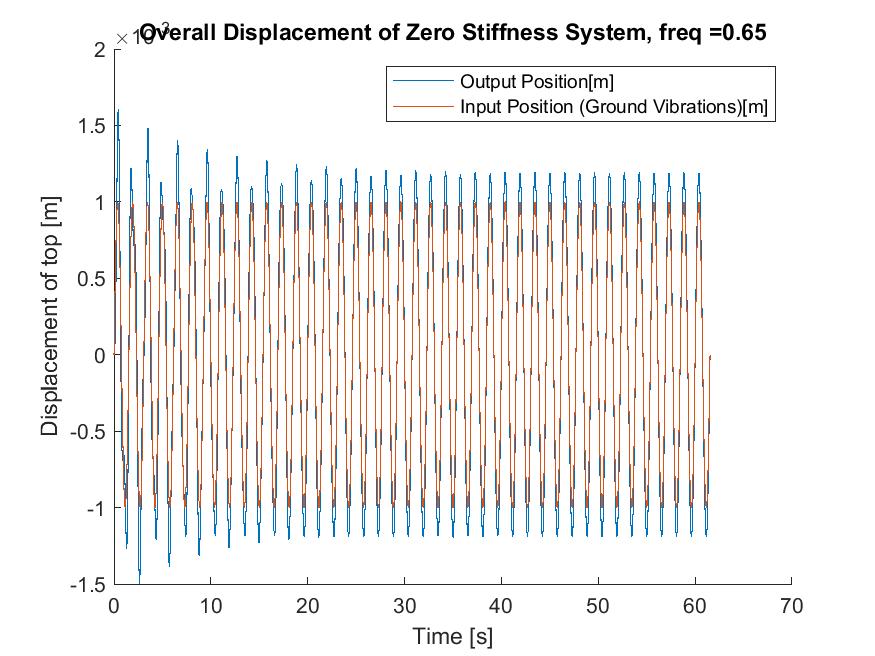 ×10-3
Overall Displacement of Zero Stiffness System, freq =0.65
Output Position[m]
Input Position (Ground Vibrations)[m]
Displacement of top [m]
2
1.5
1
0.5
0
-0.5
-1
-1.5
0 10 20 30 40 50 60 70
Time [s]